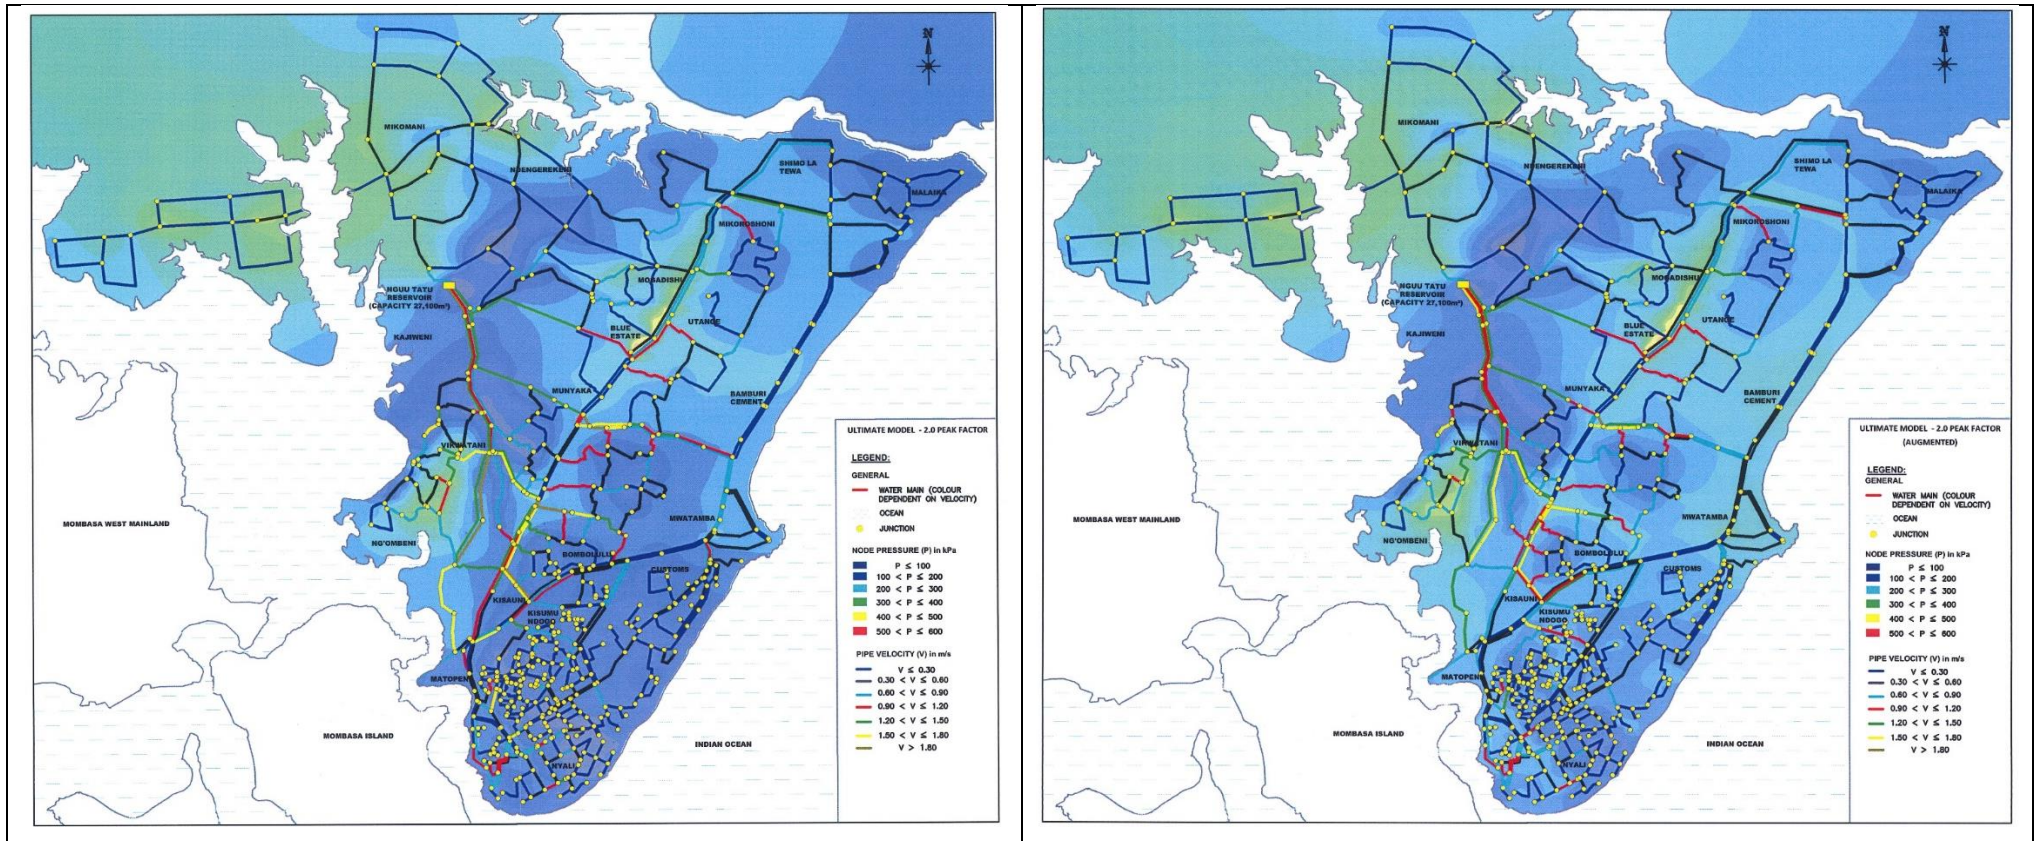 N
MIKOMANI
NDENGEREKENI
SHIMO LA
TEWA
MALAIKA
MIKOROSHONI
MOGADISHU
NGUU TATU
RESERVOIR
(CAPACITY 27,100m³)
KAJIWENI
BLUE
ESTATE
UTANGE
MUNYAKA
BAMBURI
CEMENT
VIKWATANI
MOMBASA WEST MAINLAND
NG'OMBENI
MWATAMBA
BOMBOLULU
CUSTOMS
KISAUNI
KISUMU
NDOGO
MATOPENI
MOMBASA ISLAND
INDIAN OCEAN
NYALI
ULTIMATE MODEL - 2.0 PEAK FACTOR
LEGEND:
GENERAL
WATER MAIN (COLOUR
DEPENDENT ON VELOCITY)
OCEAN
JUNCTION
NODE PRESSURE (P) in kPa
P ≤ 100
100 < P ≤ 200
200 < P ≤ 300
300 < P ≤ 400
400 < P ≤ 500
500 < P ≤ 600
PIPE VELOCITY (V) in m/s
V ≤ 0.30
0.30 < V ≤ 0.60
0.60 < V ≤ 0.90
0.90 < V ≤ 1.20
1.20 < V ≤ 1.50
1.50 < V ≤ 1.80
V > 1.80
N
MIKOMANI
NDENGEREKENI
SHIMO LA
TEWA
MALAIKA
MIKOROSHONI
MOGADISHU
NGUU TATU
RESERVOIR
(CAPACITY 27,100m³)
KAJIWENI
BLUE
ESTATE
UTANGE
MUNYAKA
BAMBURI
CEMENT
VIKWATANI
MOMBASA WEST MAINLAND
NG'OMBENI
MWATAMBA
BOMBOLULU
CUSTOMS
KISAUNI
KISUMU
NDOGO
MATOPENI
MOMBASA ISLAND
INDIAN OCEAN
NYALI
ULTIMATE MODEL - 2.0 PEAK FACTOR
(AUGMENTED)
LEGEND:
GENERAL
WATER MAIN (COLOUR
DEPENDENT ON VELOCITY)
OCEAN
JUNCTION
NODE PRESSURE (P) in kPa
P ≤ 100
100 < P ≤ 200
200 < P ≤ 300
300 < P ≤ 400
400 < P ≤ 500
500 < P ≤ 600
PIPE VELOCITY (V) in m/s
V ≤ 0.30
0.30 < V ≤ 0.60
0.60 < V ≤ 0.90
0.90 < V ≤ 1.20
1.20 < V ≤ 1.50
1.50 < V ≤ 1.80
V > 1.80